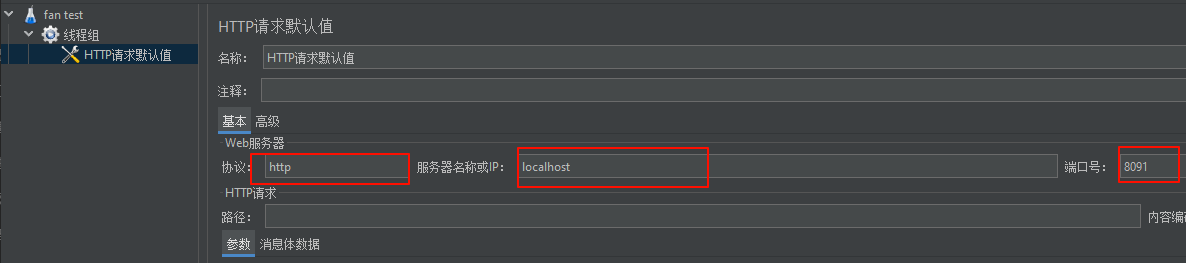 fan test
线程组
HTTP请求默认值
HTTP请求默认值
名称： HTTP请求默认值
注释：
基本 高级
Web服务器
协议： http 服务器名称或IP： localhost 端口号： 8091
HTTP请求
路径： 内容编
参数 消息体数据